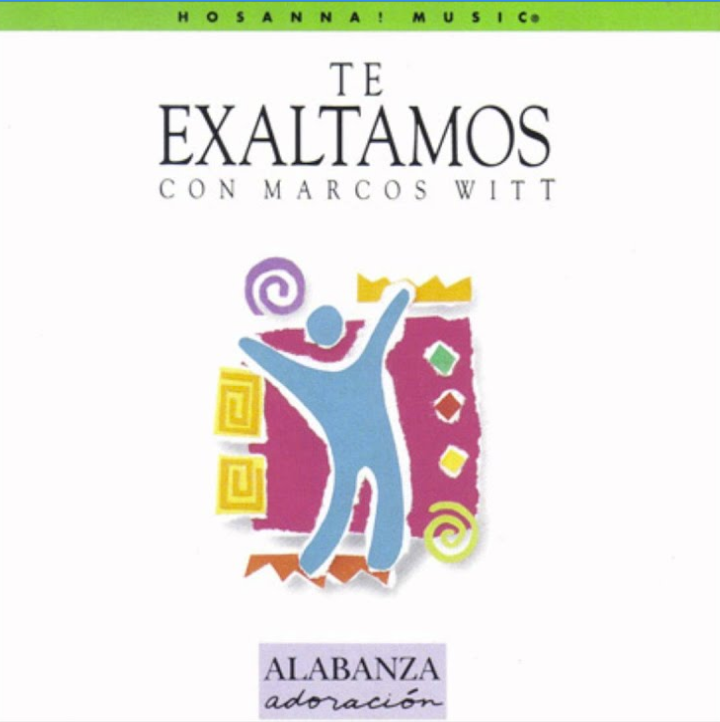 HOSANNA! MUSIC®
TE
EXALTAMOS
CON MARCOS WITT
ALABANZA
adoración